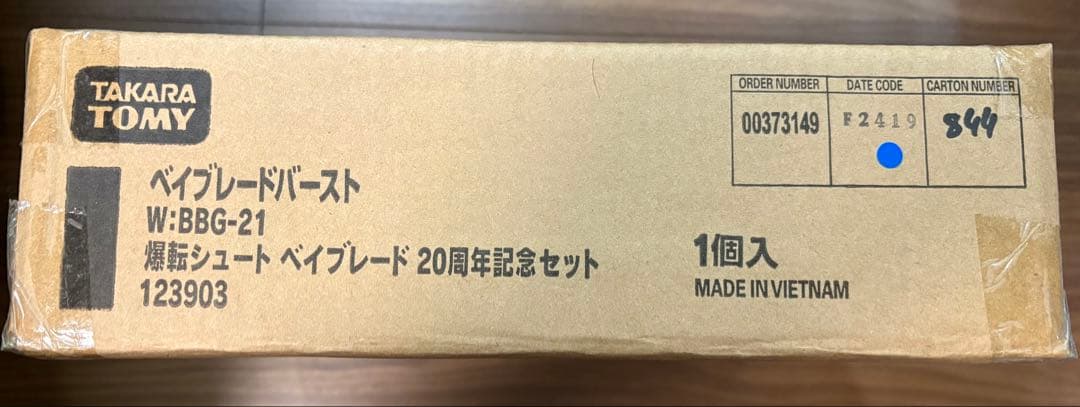 TAKARA
TOMY
ORDER NUMBER
DATE CODE
CARTON NUMBER
00373149
F2419
844
ベイブレードバースト
W:BBG-21
爆転シュート ベイブレード 20周年記念セット
123903
1個入
MADE IN VIETNAM